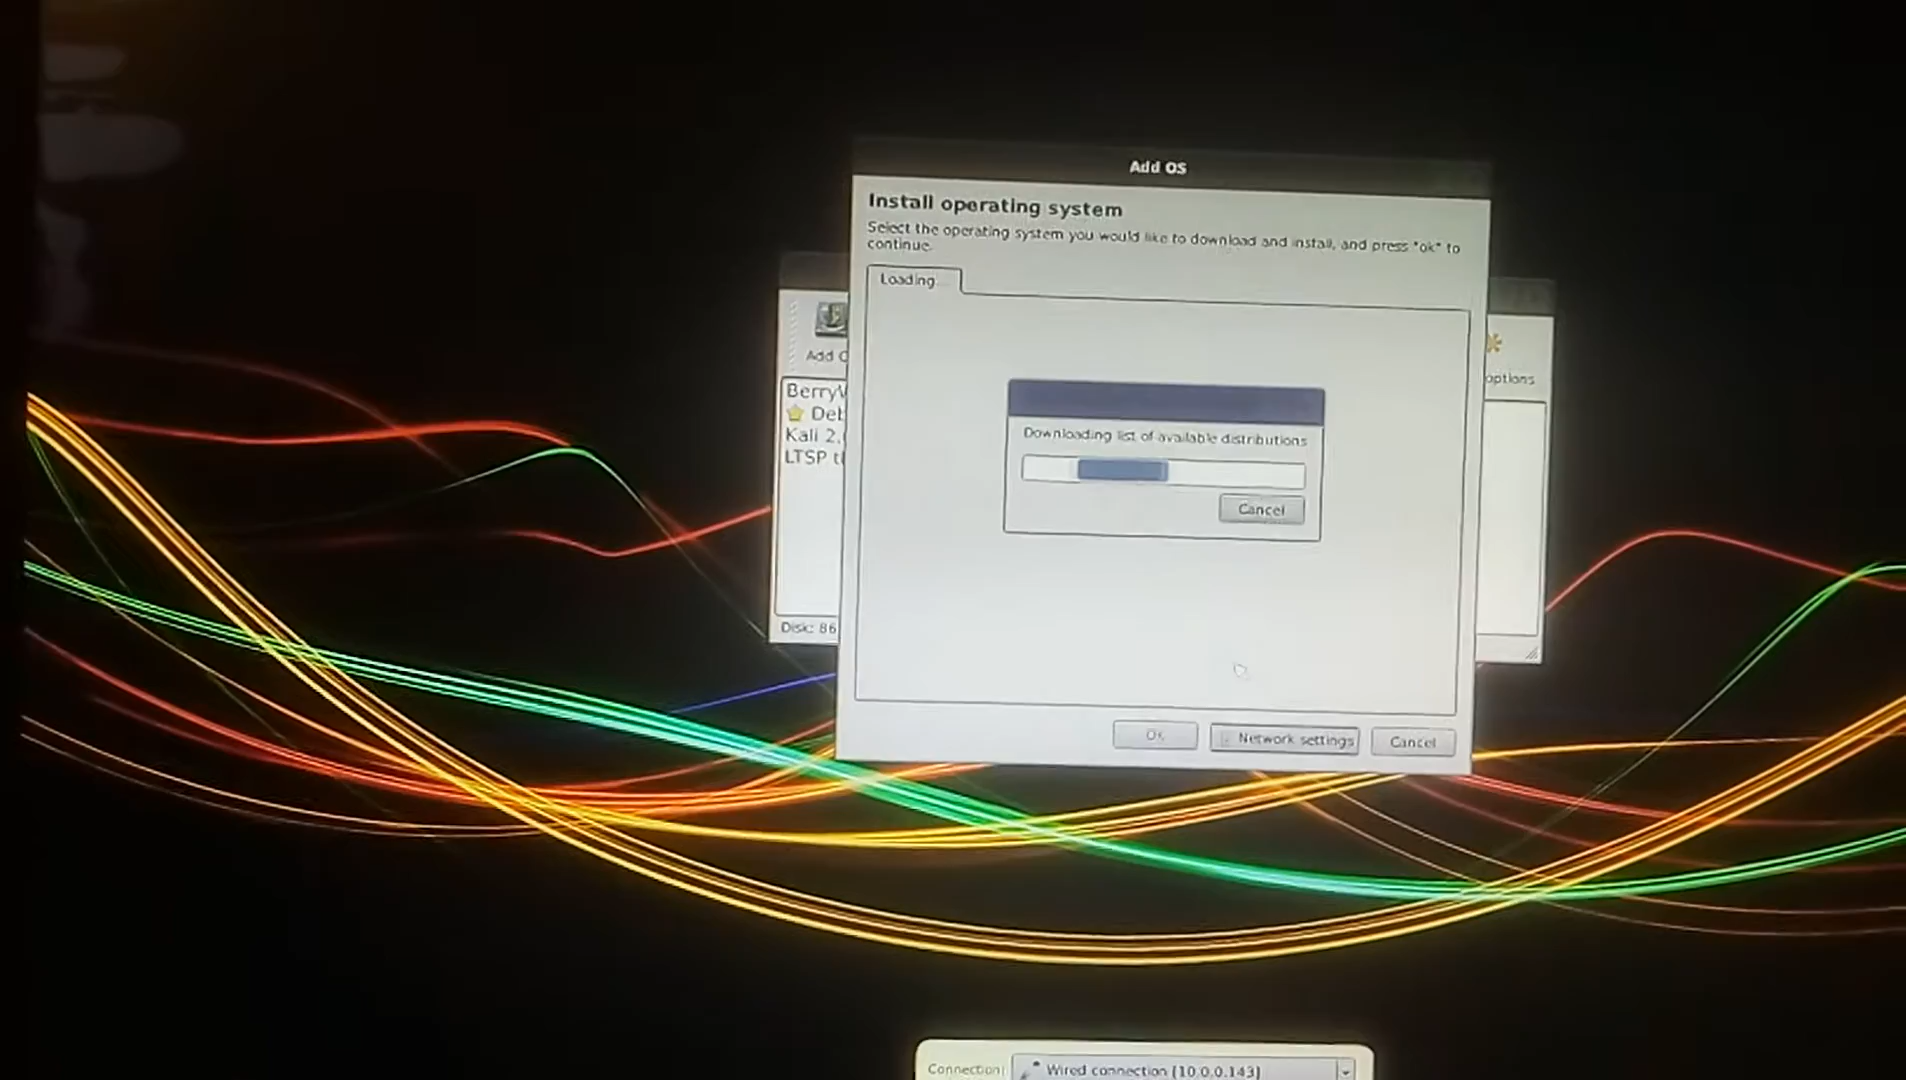 Add OS
Install operating system
Select the operating system you would like to download and install, and press "ok" to
continue.
Loading...
Add O
options
Berry
Deb
Kali 2.
LTSP t
Downloading list of available distributions
Cancel
Disk: 86
OK
Network settings
Cancel
Connection:
Wired connection [10.0.0.143]